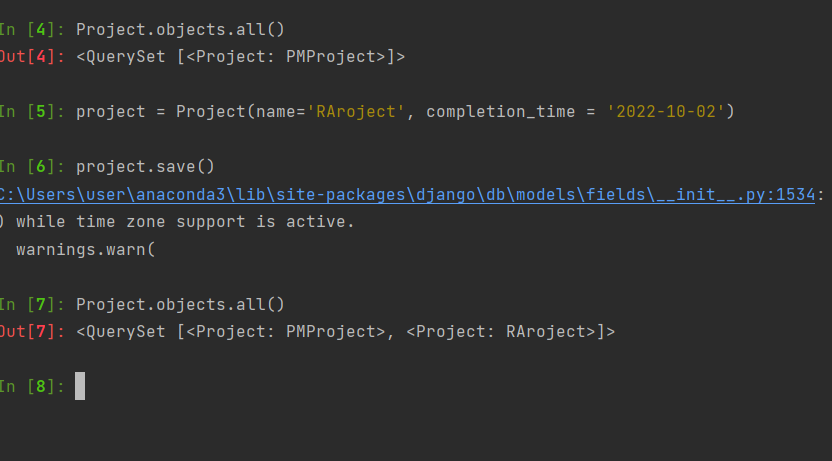 In [4]: Project.objects.all()
Out[4]: <QuerySet [<Project: PMProject>]>
In [5]: project = Project(name='RAroject', completion_time = '2022-10-02')
In [6]: project.save()
C:\Users\user\anaconda3\lib\site-packages\django\db\models\fields\__init__.py:1534:
) while time zone support is active.
warnings.warn(
In [7]: Project.objects.all()
Out[7]: <QuerySet [<Project: PMProject>, <Project: RAroject>]>
In [8]: